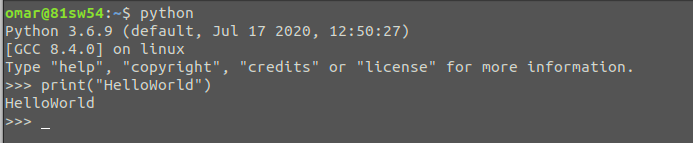 omar@81sw54:~$ python
Python 3.6.9 (default, Jul 17 2020, 12:50:27)
[GCC 8.4.0] on linux
Type "help", "copyright", "credits" or "license" for more information.
>>> print("HelloWorld")
HelloWorld
>>> _